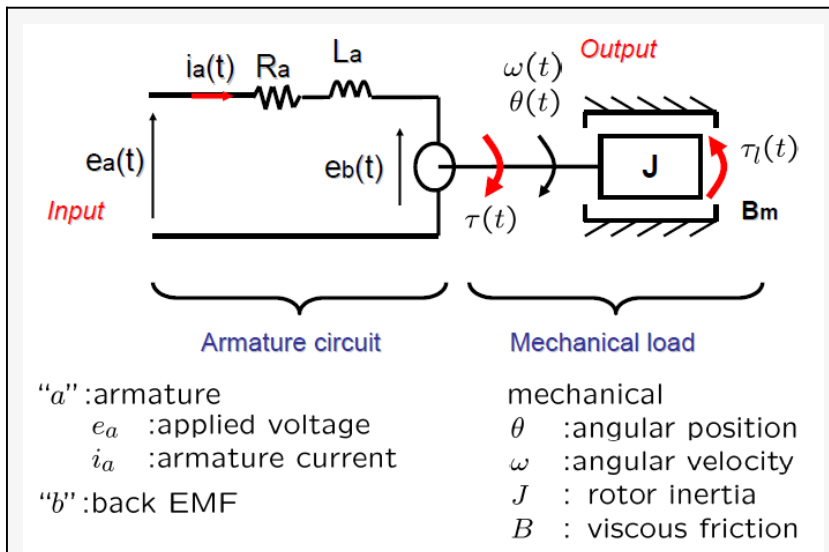 Output
ia(t) Ra La
ω(t)
θ(t)
ea(t)
eb(t)
J
τl(t)
Input
τ(t)
Bm
Armature circuit
Mechanical load
“a” :armature
ea :applied voltage
ia :armature current
“b” :back EMF
mechanical
θ :angular position
ω :angular velocity
J : rotor inertia
B : viscous friction